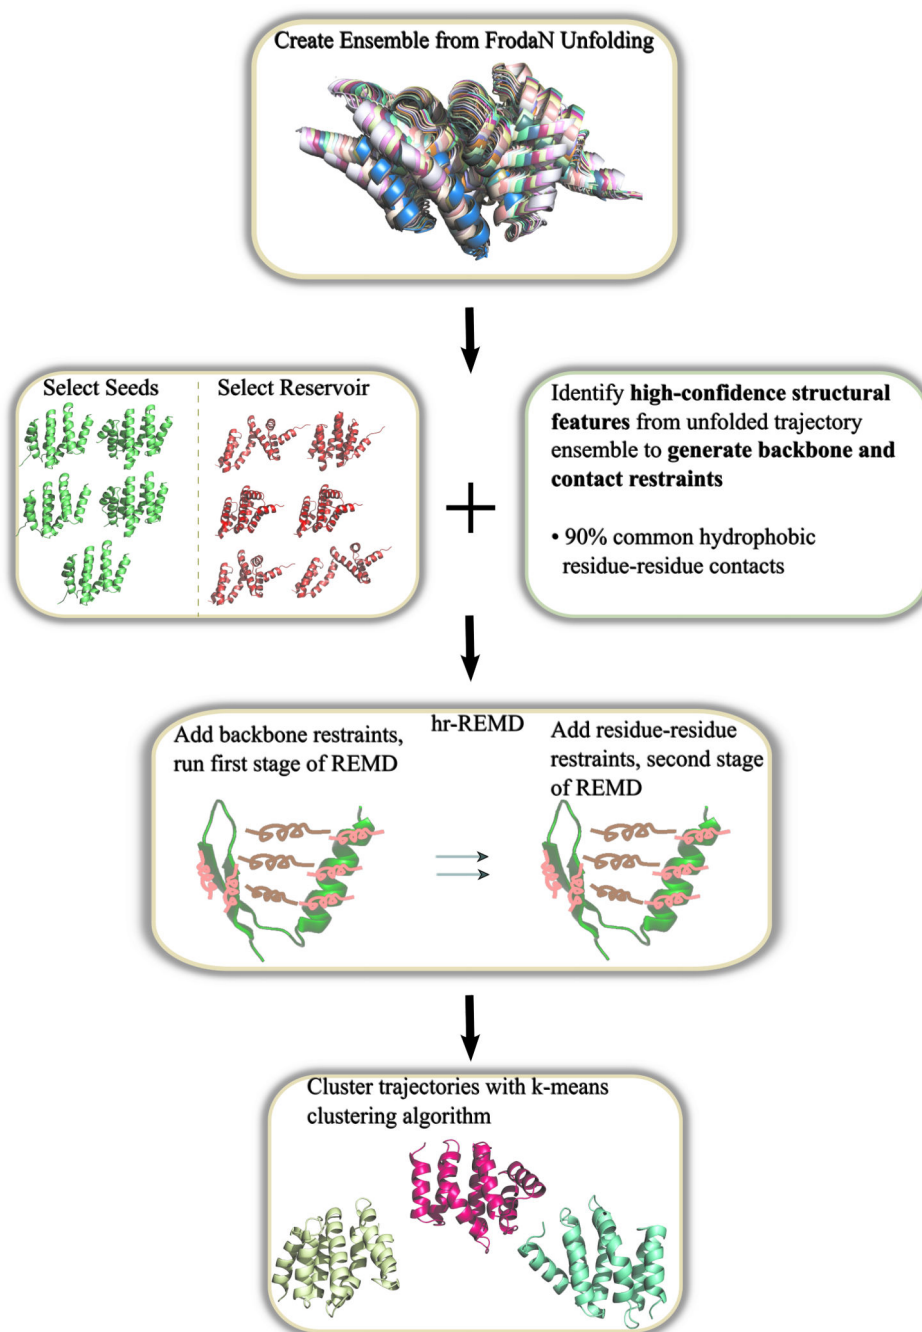 Create Ensemble from FrodaN Unfolding
Select Seeds
Select Reservoir
Identify high-confidence structural
features from unfolded trajectory
ensemble to generate backbone and
contact restraints
• 90% common hydrophobic
residue-residue contacts
hr-REMD
Add backbone restraints,
run first stage of REMD
Add residue-residue
restraints, second stage
of REMD
Cluster trajectories with k-means
clustering algorithm